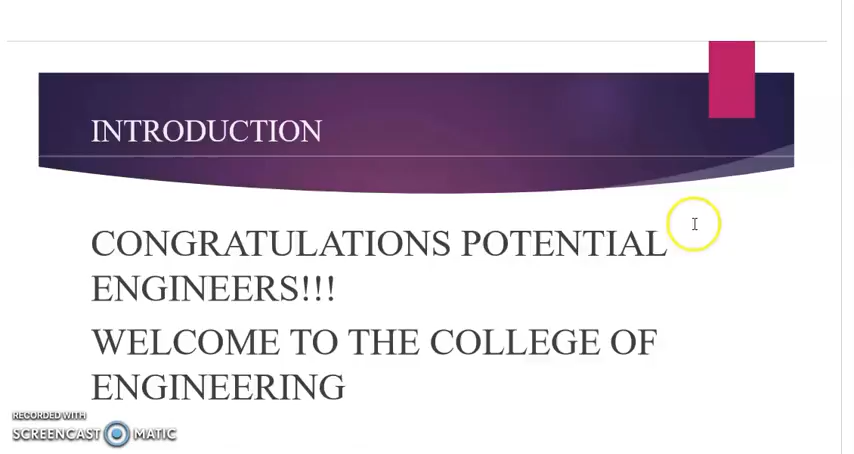 INTRODUCTION
CONGRATULATIONS POTENTIAL
ENGINEERS!!!
WELCOME TO THE COLLEGE OF
ENGINEERING
RECORDED WITH
SCREENCAST MATIC